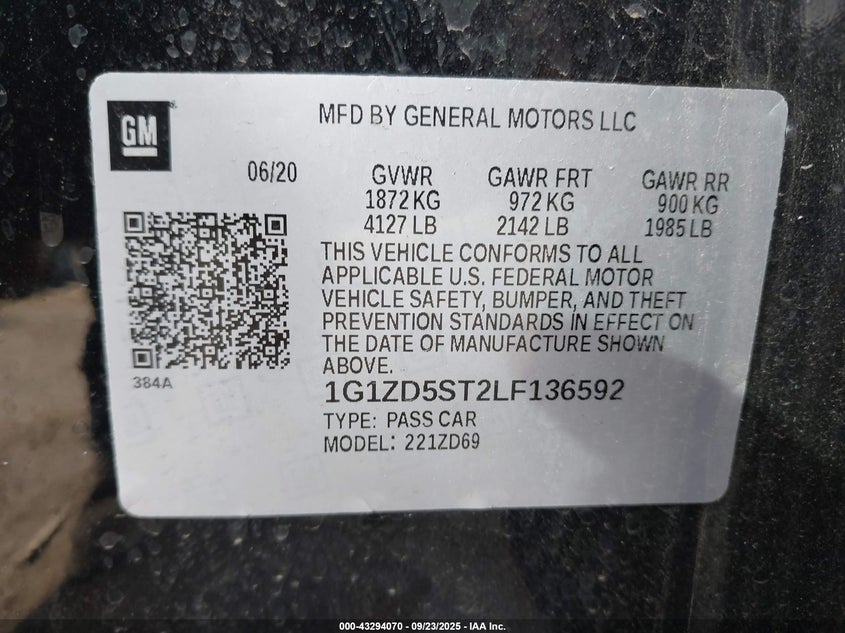 GM
MFD BY GENERAL MOTORS LLC
06/20
GVWR GAWR FRT GAWR RR
1872 KG 972 KG 900 KG
4127 LB 2142 LB 1985 LB
THIS VEHICLE CONFORMS TO ALL
APPLICABLE U.S. FEDERAL MOTOR
VEHICLE SAFETY, BUMPER, AND THEFT
PREVENTION STANDARDS IN EFFECT ON
THE DATE OF MANUFACTURE SHOWN
ABOVE.
384A
1G1ZD5ST2LF136592
TYPE: PASS CAR
MODEL: 221ZD69
000-43294070 - 09/23/2025 - IAA Inc.